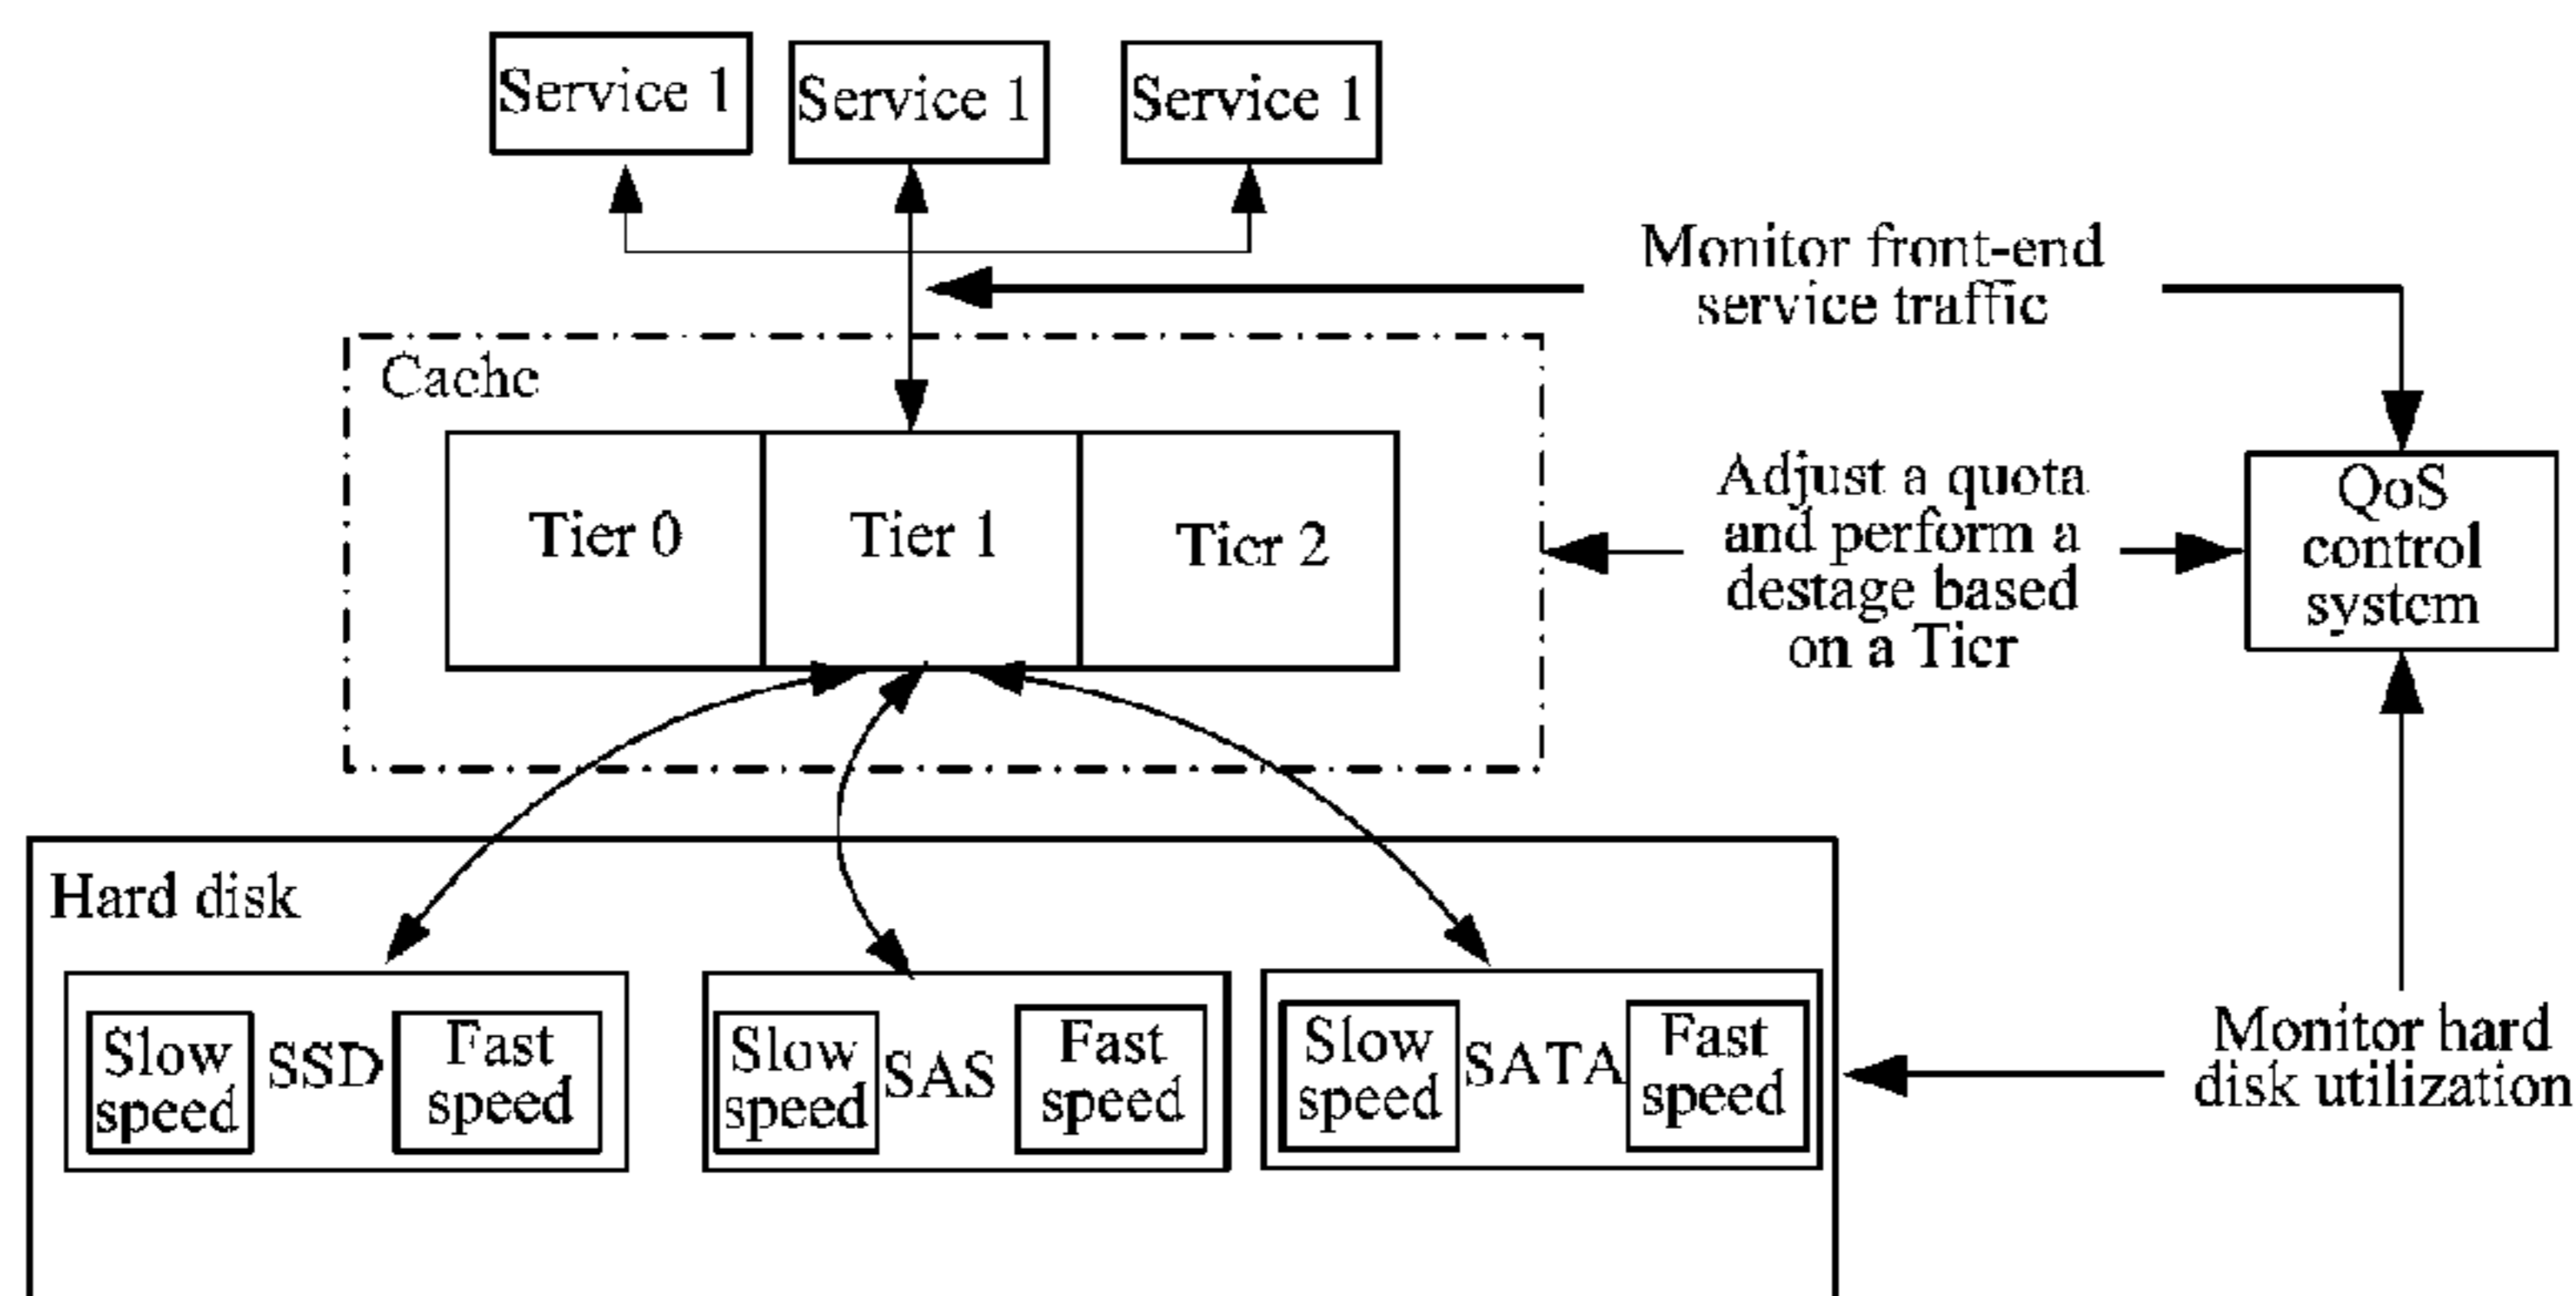 Service 1
Service 1
Service 1
Monitor front-end
service traffic
Cache
Tier 0
Tier 1
Tier 2
Adjust a quota
and perform a
destage based
on a Tier
QoS
control
system
Hard disk
Slow
speed
SSD
Fast
speed
Slow
speed
SAS
Fast
speed
Slow
speed
SATA
Fast
speed
Monitor hard
disk utilization